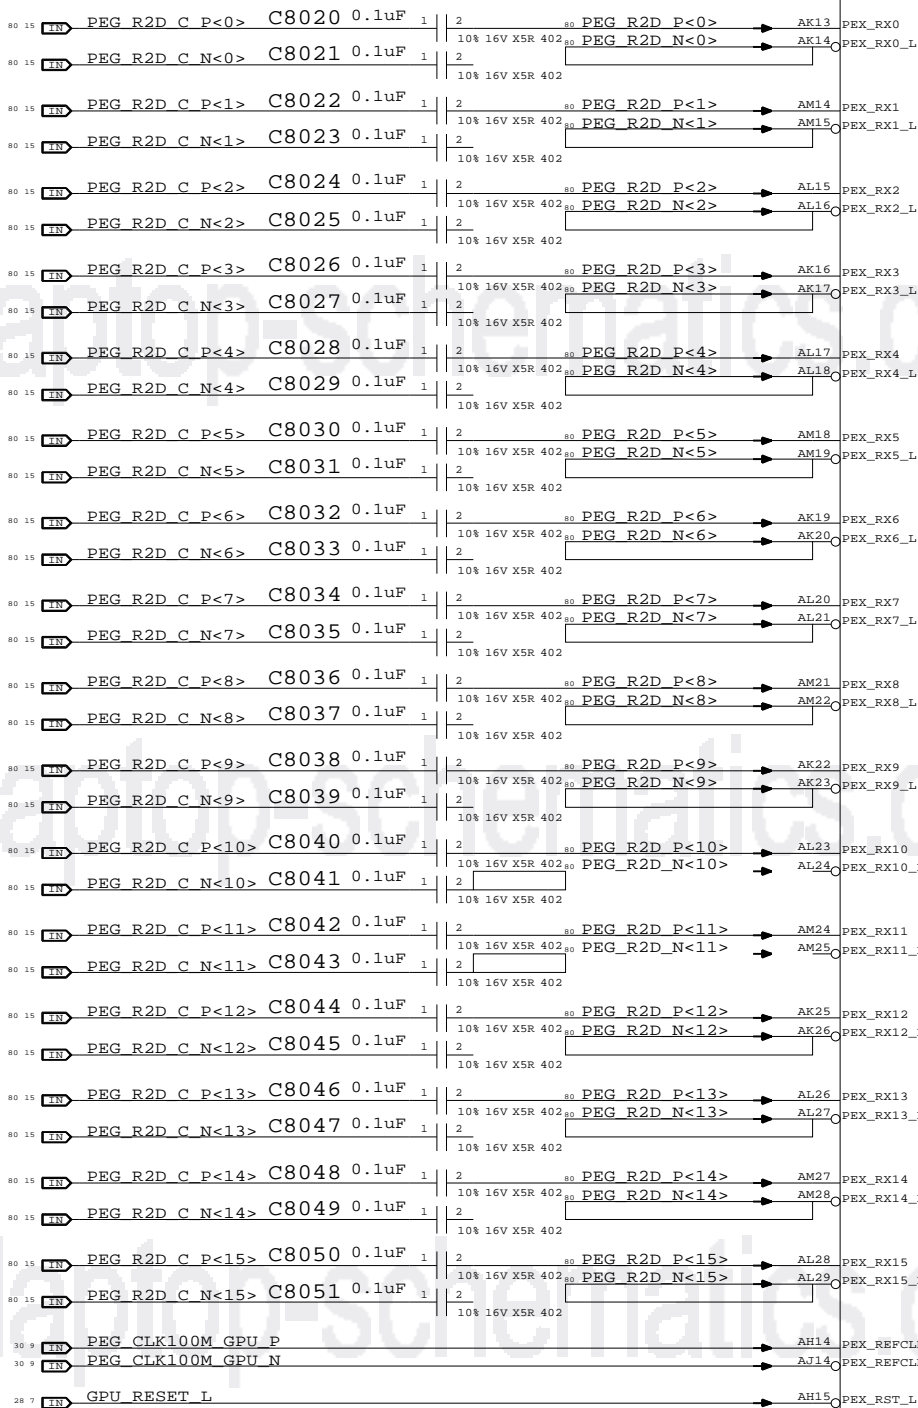 80 15 IN PEG_R2D_C_P<0> C8020 0.1uF 1 2 80 PEG_R2D_P<0> AK13 PEX_RX0
10% 16V X5R 402 80 PEG_R2D_N<0> AK14 PEX_RX0_L
80 15 IN PEG_R2D_C_N<0> C8021 0.1uF 1 2
10% 16V X5R 402
80 15 IN PEG_R2D_C_P<1> C8022 0.1uF 1 2 80 PEG_R2D_P<1> AM14 PEX_RX1
10% 16V X5R 402 80 PEG_R2D_N<1> AM15 PEX_RX1_L
80 15 IN PEG_R2D_C_N<1> C8023 0.1uF 1 2
10% 16V X5R 402
80 15 IN PEG_R2D_C_P<2> C8024 0.1uF 1 2 80 PEG_R2D_P<2> AL15 PEX_RX2
10% 16V X5R 402 80 PEG_R2D_N<2> AL16 PEX_RX2_L
80 15 IN PEG_R2D_C_N<2> C8025 0.1uF 1 2
10% 16V X5R 402
80 15 IN PEG_R2D_C_P<3> C8026 0.1uF 1 2 80 PEG_R2D_P<3> AK16 PEX_RX3
10% 16V X5R 402 80 PEG_R2D_N<3> AK17 PEX_RX3_L
80 15 IN PEG_R2D_C_N<3> C8027 0.1uF 1 2
10% 16V X5R 402
80 15 IN PEG_R2D_C_P<4> C8028 0.1uF 1 2 80 PEG_R2D_P<4> AL17 PEX_RX4
10% 16V X5R 402 80 PEG_R2D_N<4> AL18 PEX_RX4_L
80 15 IN PEG_R2D_C_N<4> C8029 0.1uF 1 2
10% 16V X5R 402
80 15 IN PEG_R2D_C_P<5> C8030 0.1uF 1 2 80 PEG_R2D_P<5> AM18 PEX_RX5
10% 16V X5R 402 80 PEG_R2D_N<5> AM19 PEX_RX5_L
80 15 IN PEG_R2D_C_N<5> C8031 0.1uF 1 2
10% 16V X5R 402
80 15 IN PEG_R2D_C_P<6> C8032 0.1uF 1 2 80 PEG_R2D_P<6> AK19 PEX_RX6
10% 16V X5R 402 80 PEG_R2D_N<6> AK20 PEX_RX6_L
80 15 IN PEG_R2D_C_N<6> C8033 0.1uF 1 2
10% 16V X5R 402
80 15 IN PEG_R2D_C_P<7> C8034 0.1uF 1 2 80 PEG_R2D_P<7> AL20 PEX_RX7
10% 16V X5R 402 80 PEG_R2D_N<7> AL21 PEX_RX7_L
80 15 IN PEG_R2D_C_N<7> C8035 0.1uF 1 2
10% 16V X5R 402
80 15 IN PEG_R2D_C_P<8> C8036 0.1uF 1 2 80 PEG_R2D_P<8> AM21 PEX_RX8
10% 16V X5R 402 80 PEG_R2D_N<8> AM22 PEX_RX8_L
80 15 IN PEG_R2D_C_N<8> C8037 0.1uF 1 2
10% 16V X5R 402
80 15 IN PEG_R2D_C_P<9> C8038 0.1uF 1 2 80 PEG_R2D_P<9> AK22 PEX_RX9
10% 16V X5R 402 80 PEG_R2D_N<9> AK23 PEX_RX9_L
80 15 IN PEG_R2D_C_N<9> C8039 0.1uF 1 2
10% 16V X5R 402
80 15 IN PEG_R2D_C_P<10> C8040 0.1uF 1 2 80 PEG_R2D_P<10> AL23 PEX_RX10
10% 16V X5R 402 80 PEG_R2D_N<10> AL24 PEX_RX10_
80 15 IN PEG_R2D_C_N<10> C8041 0.1uF 1 2
10% 16V X5R 402
80 15 IN PEG_R2D_C_P<11> C8042 0.1uF 1 2 80 PEG_R2D_P<11> AM24 PEX_RX11
10% 16V X5R 402 80 PEG_R2D_N<11> AM25 PEX_RX11_
80 15 IN PEG_R2D_C_N<11> C8043 0.1uF 1 2
10% 16V X5R 402
80 15 IN PEG_R2D_C_P<12> C8044 0.1uF 1 2 80 PEG_R2D_P<12> AK25 PEX_RX12
10% 16V X5R 402 80 PEG_R2D_N<12> AK26 PEX_RX12_
80 15 IN PEG_R2D_C_N<12> C8045 0.1uF 1 2
10% 16V X5R 402
80 15 IN PEG_R2D_C_P<13> C8046 0.1uF 1 2 80 PEG_R2D_P<13> AL26 PEX_RX13
10% 16V X5R 402 80 PEG_R2D_N<13> AL27 PEX_RX13_
80 15 IN PEG_R2D_C_N<13> C8047 0.1uF 1 2
10% 16V X5R 402
80 15 IN PEG_R2D_C_P<14> C8048 0.1uF 1 2 80 PEG_R2D_P<14> AM27 PEX_RX14
10% 16V X5R 402 80 PEG_R2D_N<14> AM28 PEX_RX14_
80 15 IN PEG_R2D_C_N<14> C8049 0.1uF 1 2
10% 16V X5R 402
80 15 IN PEG_R2D_C_P<15> C8050 0.1uF 1 2 80 PEG_R2D_P<15> AL28 PEX_RX15
10% 16V X5R 402 80 PEG_R2D_N<15> AL29 PEX_RX15_
80 15 IN PEG_R2D_C_N<15> C8051 0.1uF 1 2
10% 16V X5R 402
30 9 IN PEG_CLK100M_GPU_P AH14 PEX_REFCL
30 9 IN PEG_CLK100M_GPU_N AJ14 PEX_REFCL
28 7 IN GPU_RESET_L AH15 PEX_RST_L
laptop-schematics.c
laptop-schematics.c
laptop-schematics.c